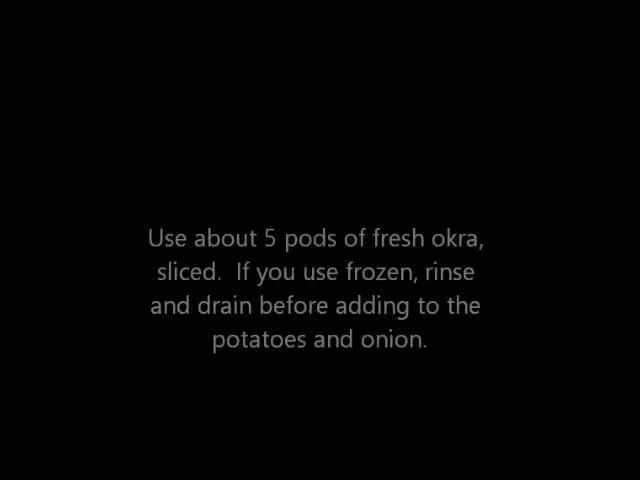 Use about 5 pods of fresh okra,
sliced.  If you use frozen, rinse
and drain before adding to the
potatoes and onion.